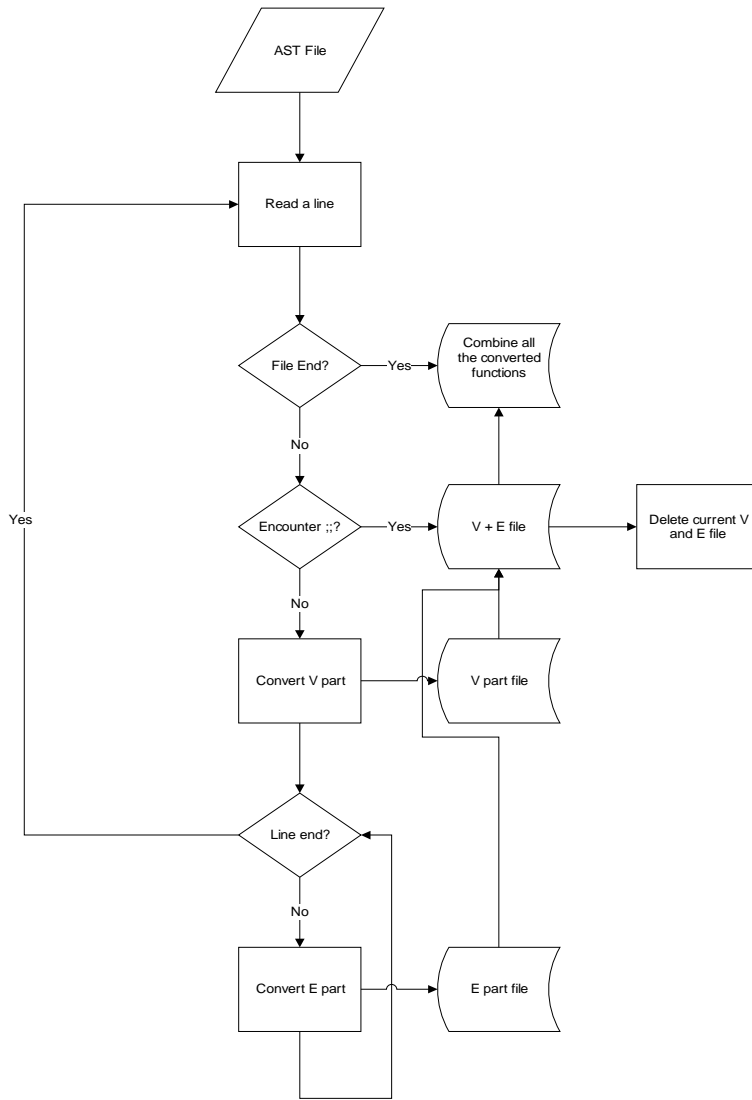 AST File
Read a line
File End?
Yes
Combine all
the converted
functions
No
Encounter ;;?
Yes
V + E file
Delete current V
and E file
Yes
No
Convert V part
V part file
Line end?
No
Convert E part
E part file